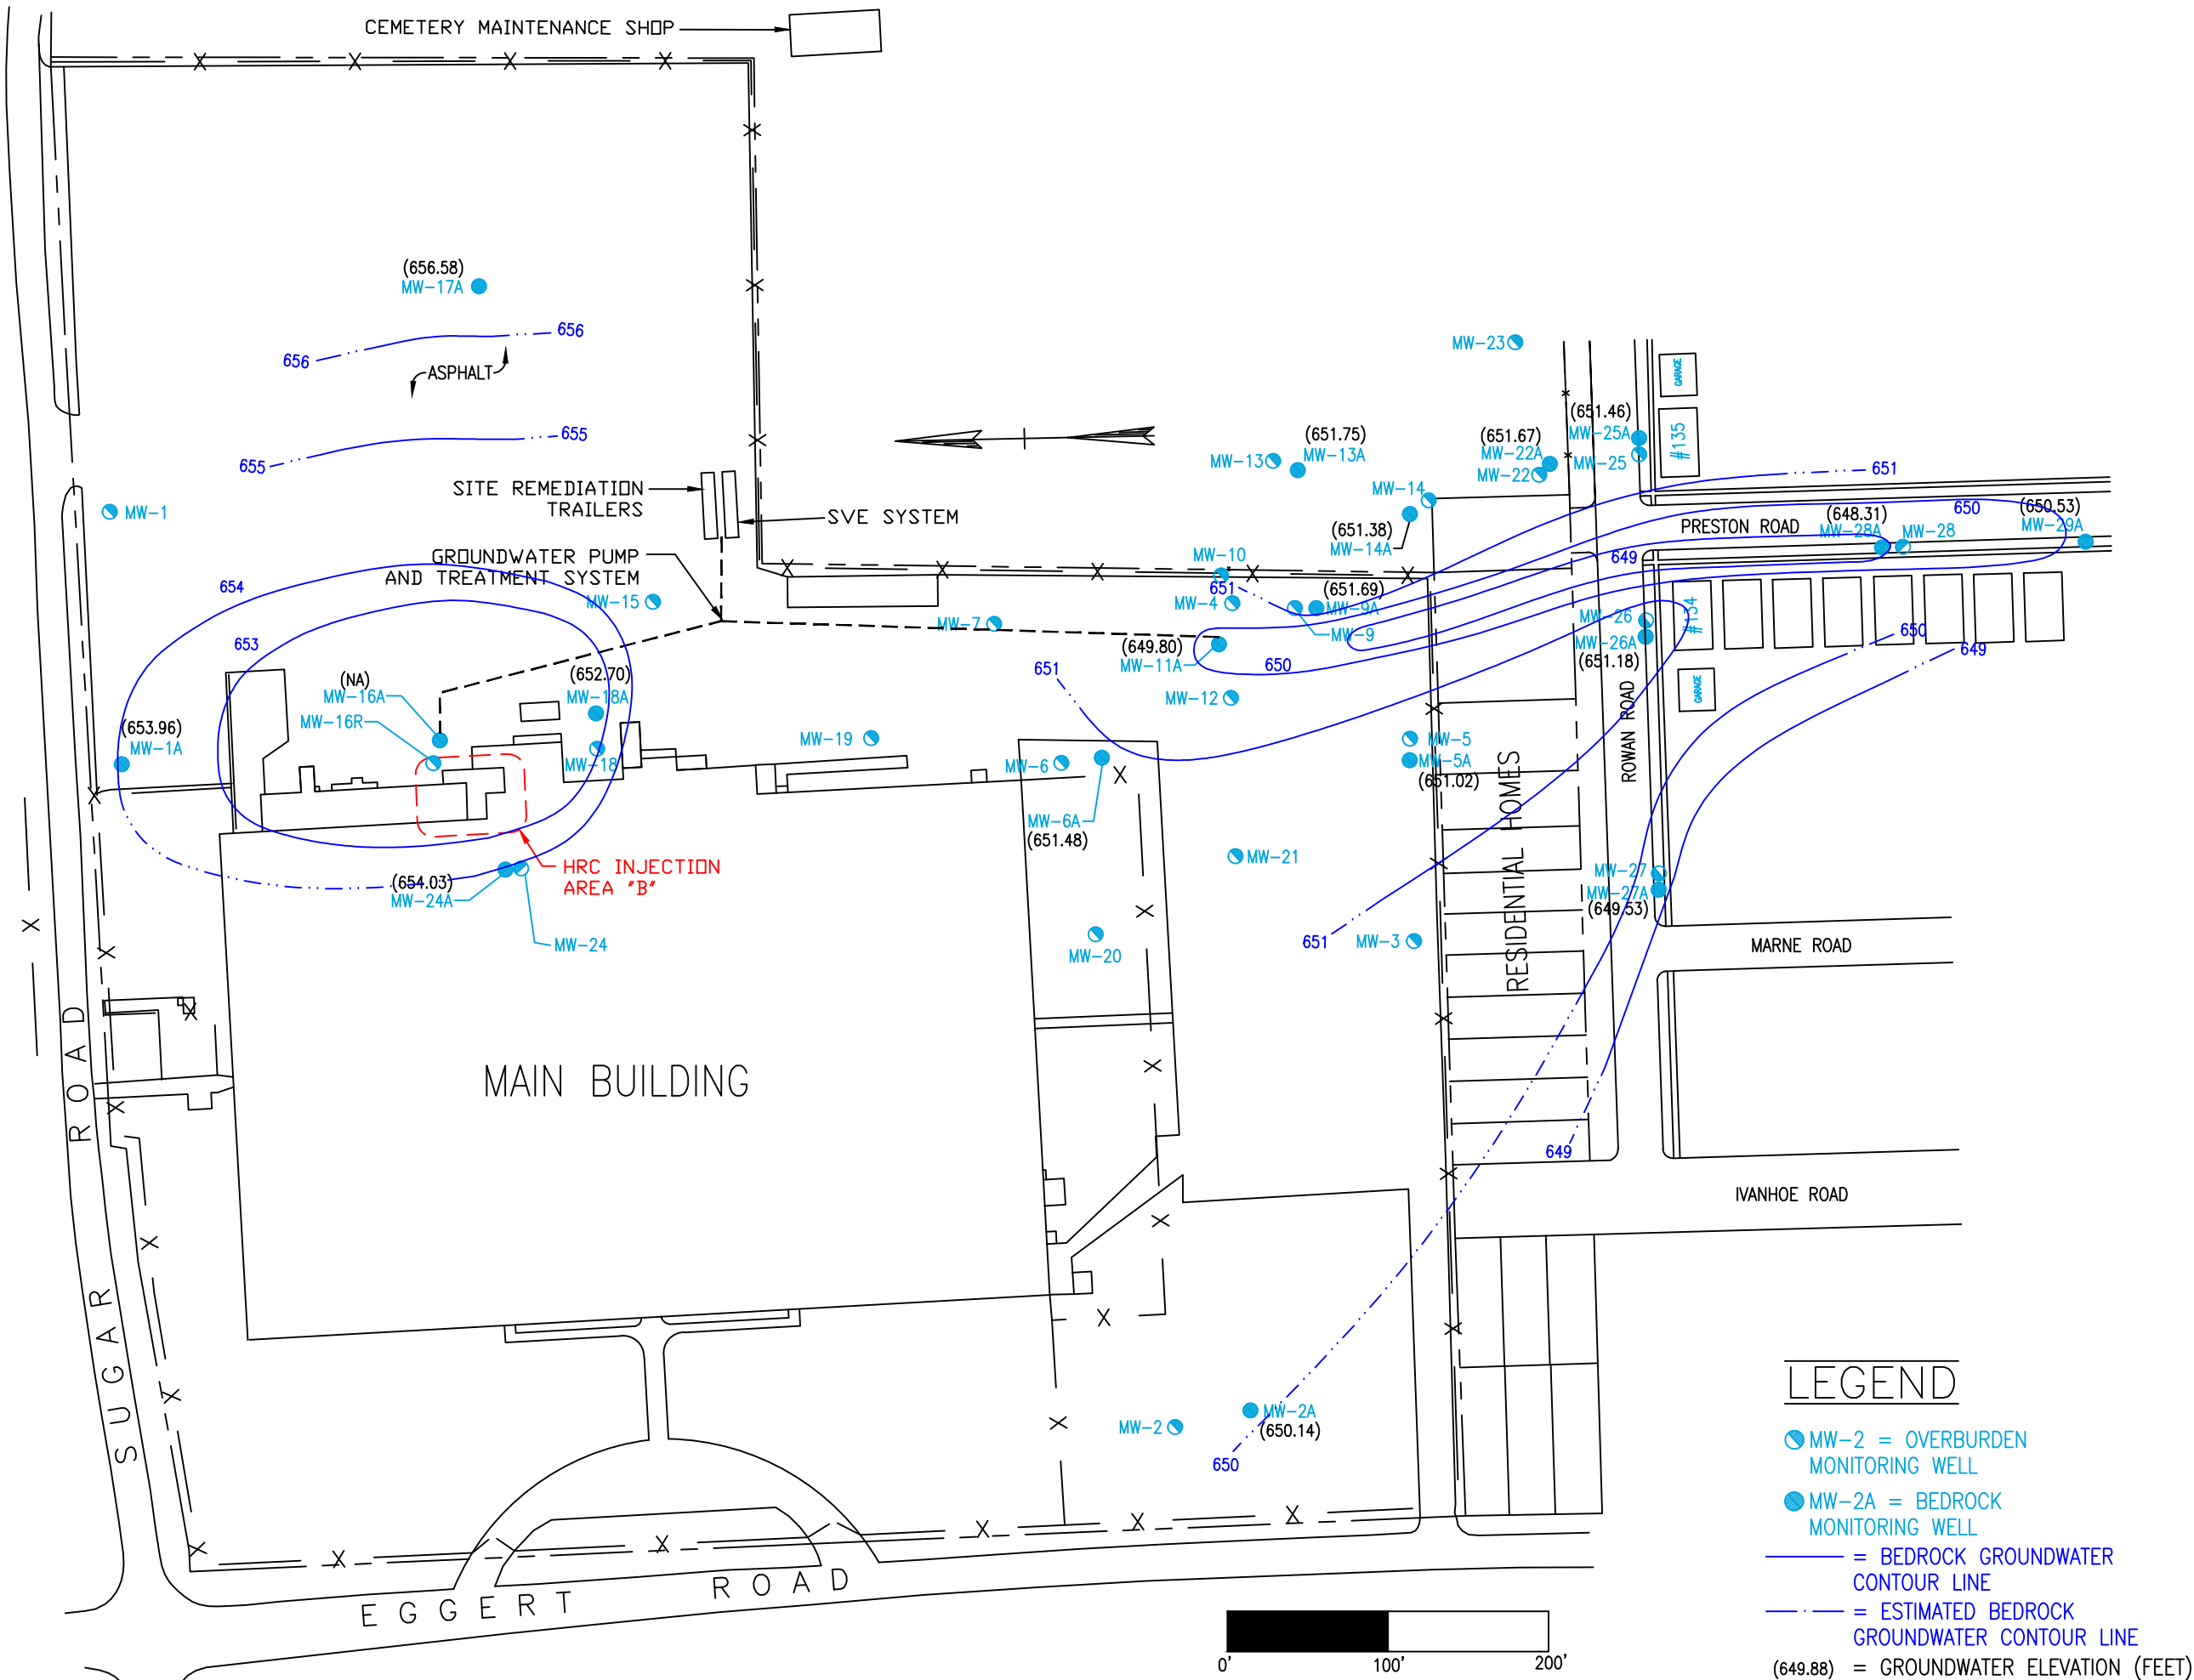 CEMETERY MAINTENANCE SHOP
(656.58)
MW-17A
656
656
ASPHALT
655
655
MW-23
GARAGE
(651.46)
MW-25A
MW-25
#135
(651.67)
MW-22A
MW-22
(651.75)
MW-13
MW-13A
651
SITE REMEDIATION
TRAILERS
SVE SYSTEM
MW-1
MW-14
(651.38)
MW-14A
PRESTON ROAD
(648.31)
MW-28A
MW-28
650
(650.53)
MW-29A
649
GROUNDWATER PUMP
AND TREATMENT SYSTEM
MW-10
651
654
MW-15
MW-4
(651.69)
MW-9A
MW-9
MW-7
653
(649.80)
MW-11A
650
651
MW-26
MW-26A
(651.18)
#134
650
649
GARAGE
(NA)
MW-16A
MW-16R
(652.70)
MW-18A
MW-18
MW-12
(653.96)
MW-1A
MW-19
MW-6
MW-6A
(651.48)
MW-5
MW-5A
(651.02)
ROWAN ROAD
RESIDENTIAL HOMES
HRC INJECTION
AREA "B"
(654.03)
MW-24A
MW-24
MW-21
MW-20
MW-3
651
MW-27
MW-27A
(649.53)
MARNE ROAD
MAIN BUILDING
649
IVANHOE ROAD
SUGAR ROAD
MW-2
MW-2A
(650.14)
650
EGGERT ROAD
0'
100'
200'
LEGEND
MW-2 = OVERBURDEN
MONITORING WELL
MW-2A = BEDROCK
MONITORING WELL
= BEDROCK GROUNDWATER
CONTOUR LINE
= ESTIMATED BEDROCK
GROUNDWATER CONTOUR LINE
(649.88) = GROUNDWATER ELEVATION (FEET)